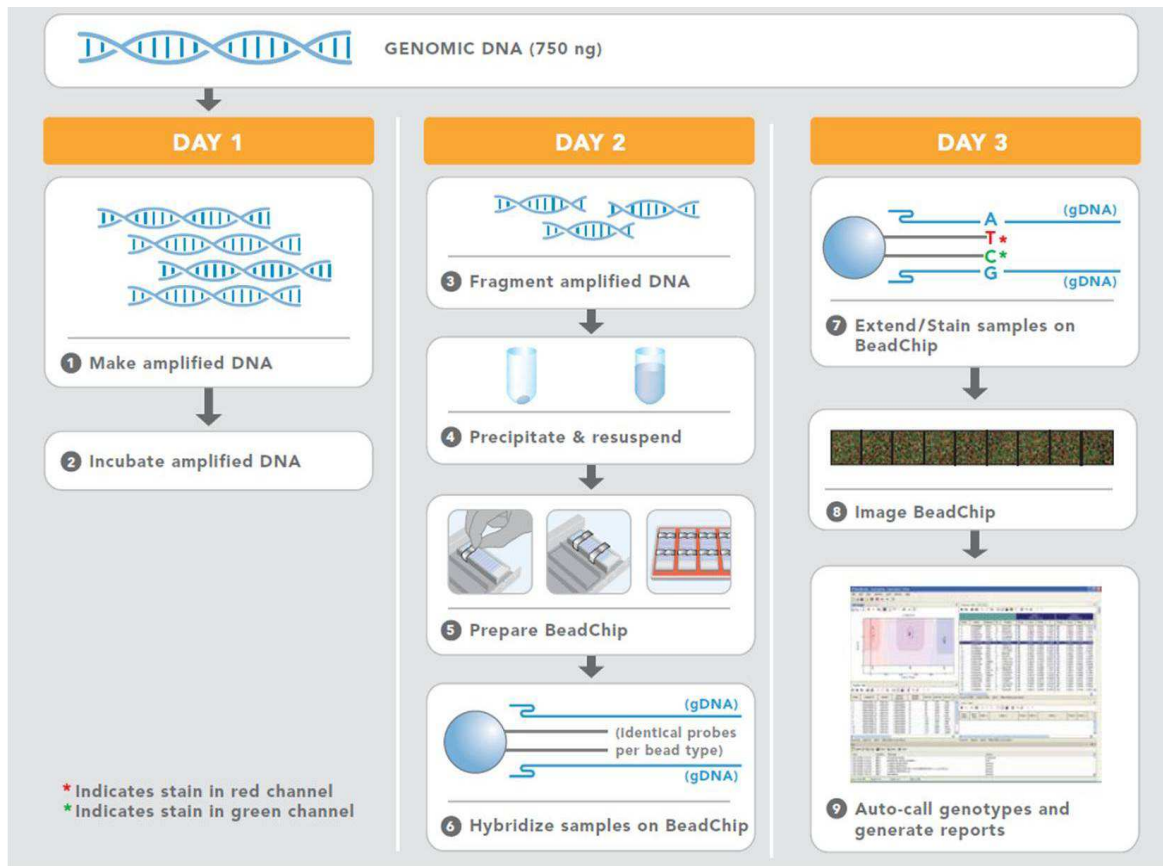 GENOMIC DNA (750 ng)
DAY 1
1 Make amplified DNA
2 Incubate amplified DNA
* Indicates stain in red channel
* Indicates stain in green channel
DAY 2
3 Fragment amplified DNA
4 Precipitate & resuspend
5 Prepare BeadChip
(gDNA)
(Identical probes
per bead type)
(gDNA)
6 Hybridize samples on BeadChip
DAY 3
(gDNA)
A
T*
C*
G
(gDNA)
7 Extend/Stain samples on
BeadChip
8 Image BeadChip
9 Auto-call genotypes and
generate reports